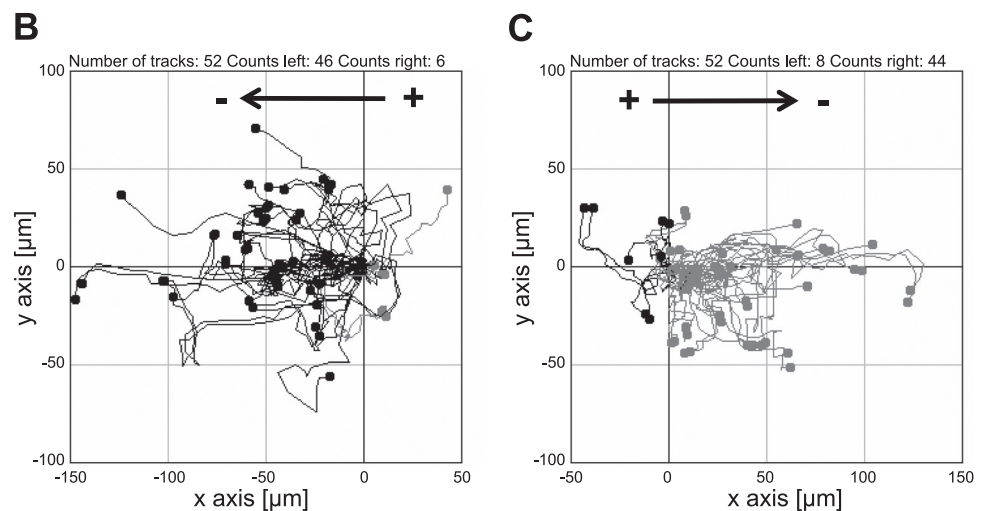 B
Number of tracks: 52 Counts left: 46 Counts right: 6
100
50
0
-50
-100
-150
-100
-50
0
50
y axis [µm]
x axis [µm]
- +
C
Number of tracks: 52 Counts left: 8 Counts right: 44
100
50
0
-50
-100
-50
0
50
100
150
y axis [µm]
x axis [µm]
+ -